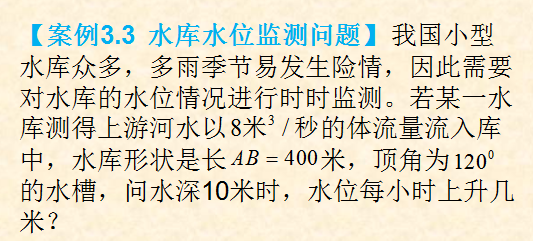 【案例3.3 水库水位监测问题】我国小型
水库众多，多雨季节易发生险情，因此需要
对水库的水位情况进行时时监测。若某一水
库测得上游河水以8米³/秒的体流量流入库
中，水库形状是长AB=400米，顶角为120⁰
的水槽，问水深10米时，水位每小时上升几
米？